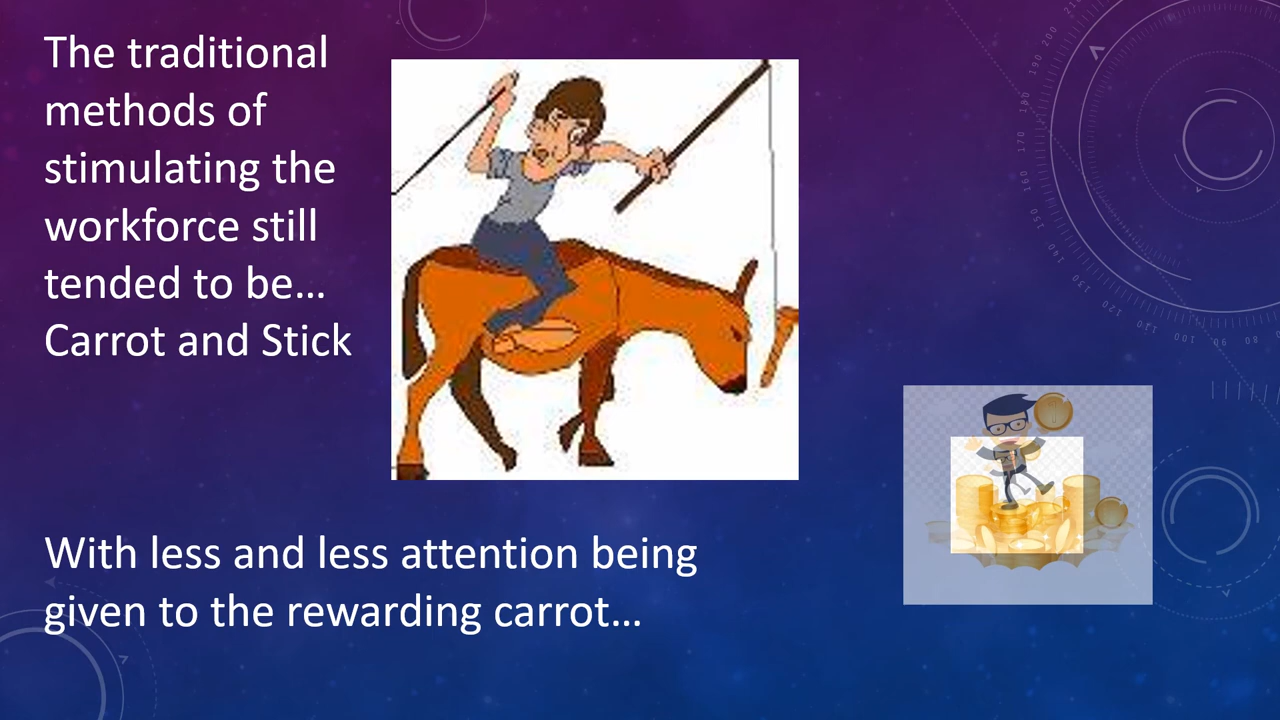 The traditional
methods of
stimulating the
workforce still
tended to be…
Carrot and Stick
With less and less attention being
given to the rewarding carrot…